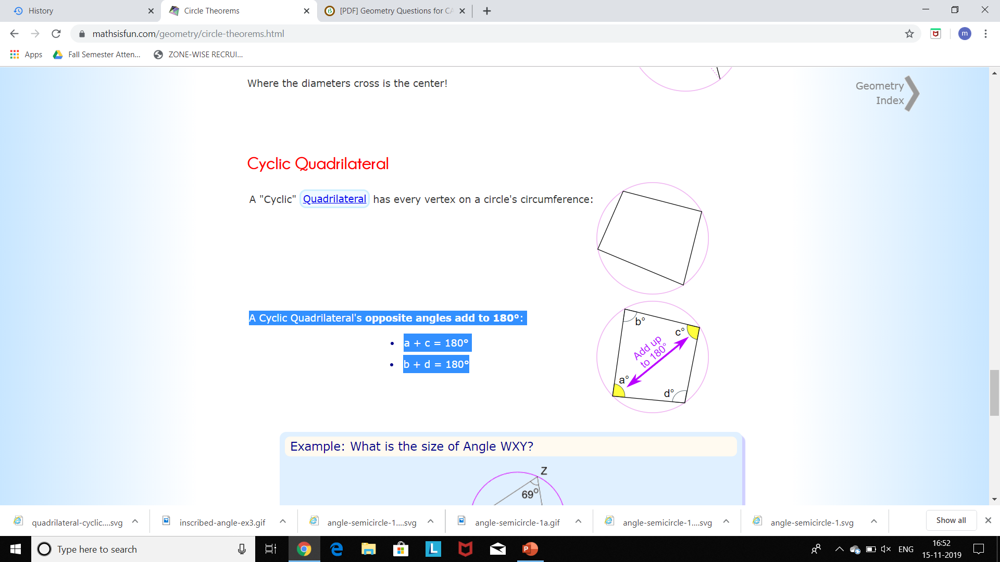 History
Circle Theorems
[PDF] Geometry Questions for CA
mathsisfun.com/geometry/circle-theorems.html
m
Apps
Fall Semester Atten...
ZONE-WISE RECRUI...
Where the diameters cross is the center!
Geometry
Index
Cyclic Quadrilateral
A "Cyclic" Quadrilateral has every vertex on a circle's circumference:
A Cyclic Quadrilateral's opposite angles add to 180°:
• a + c = 180°
• b + d = 180°
b°
c°
Add up
to 180°
a°
d°
Example: What is the size of Angle WXY?
Z
69°
quadrilateral-cyclic....svg
inscribed-angle-ex3.gif
angle-semicircle-1....svg
angle-semicircle-1a.gif
angle-semicircle-1....svg
angle-semicircle-1.svg
Show all
Type here to search
L
P
ENG
16:52
15-11-2019